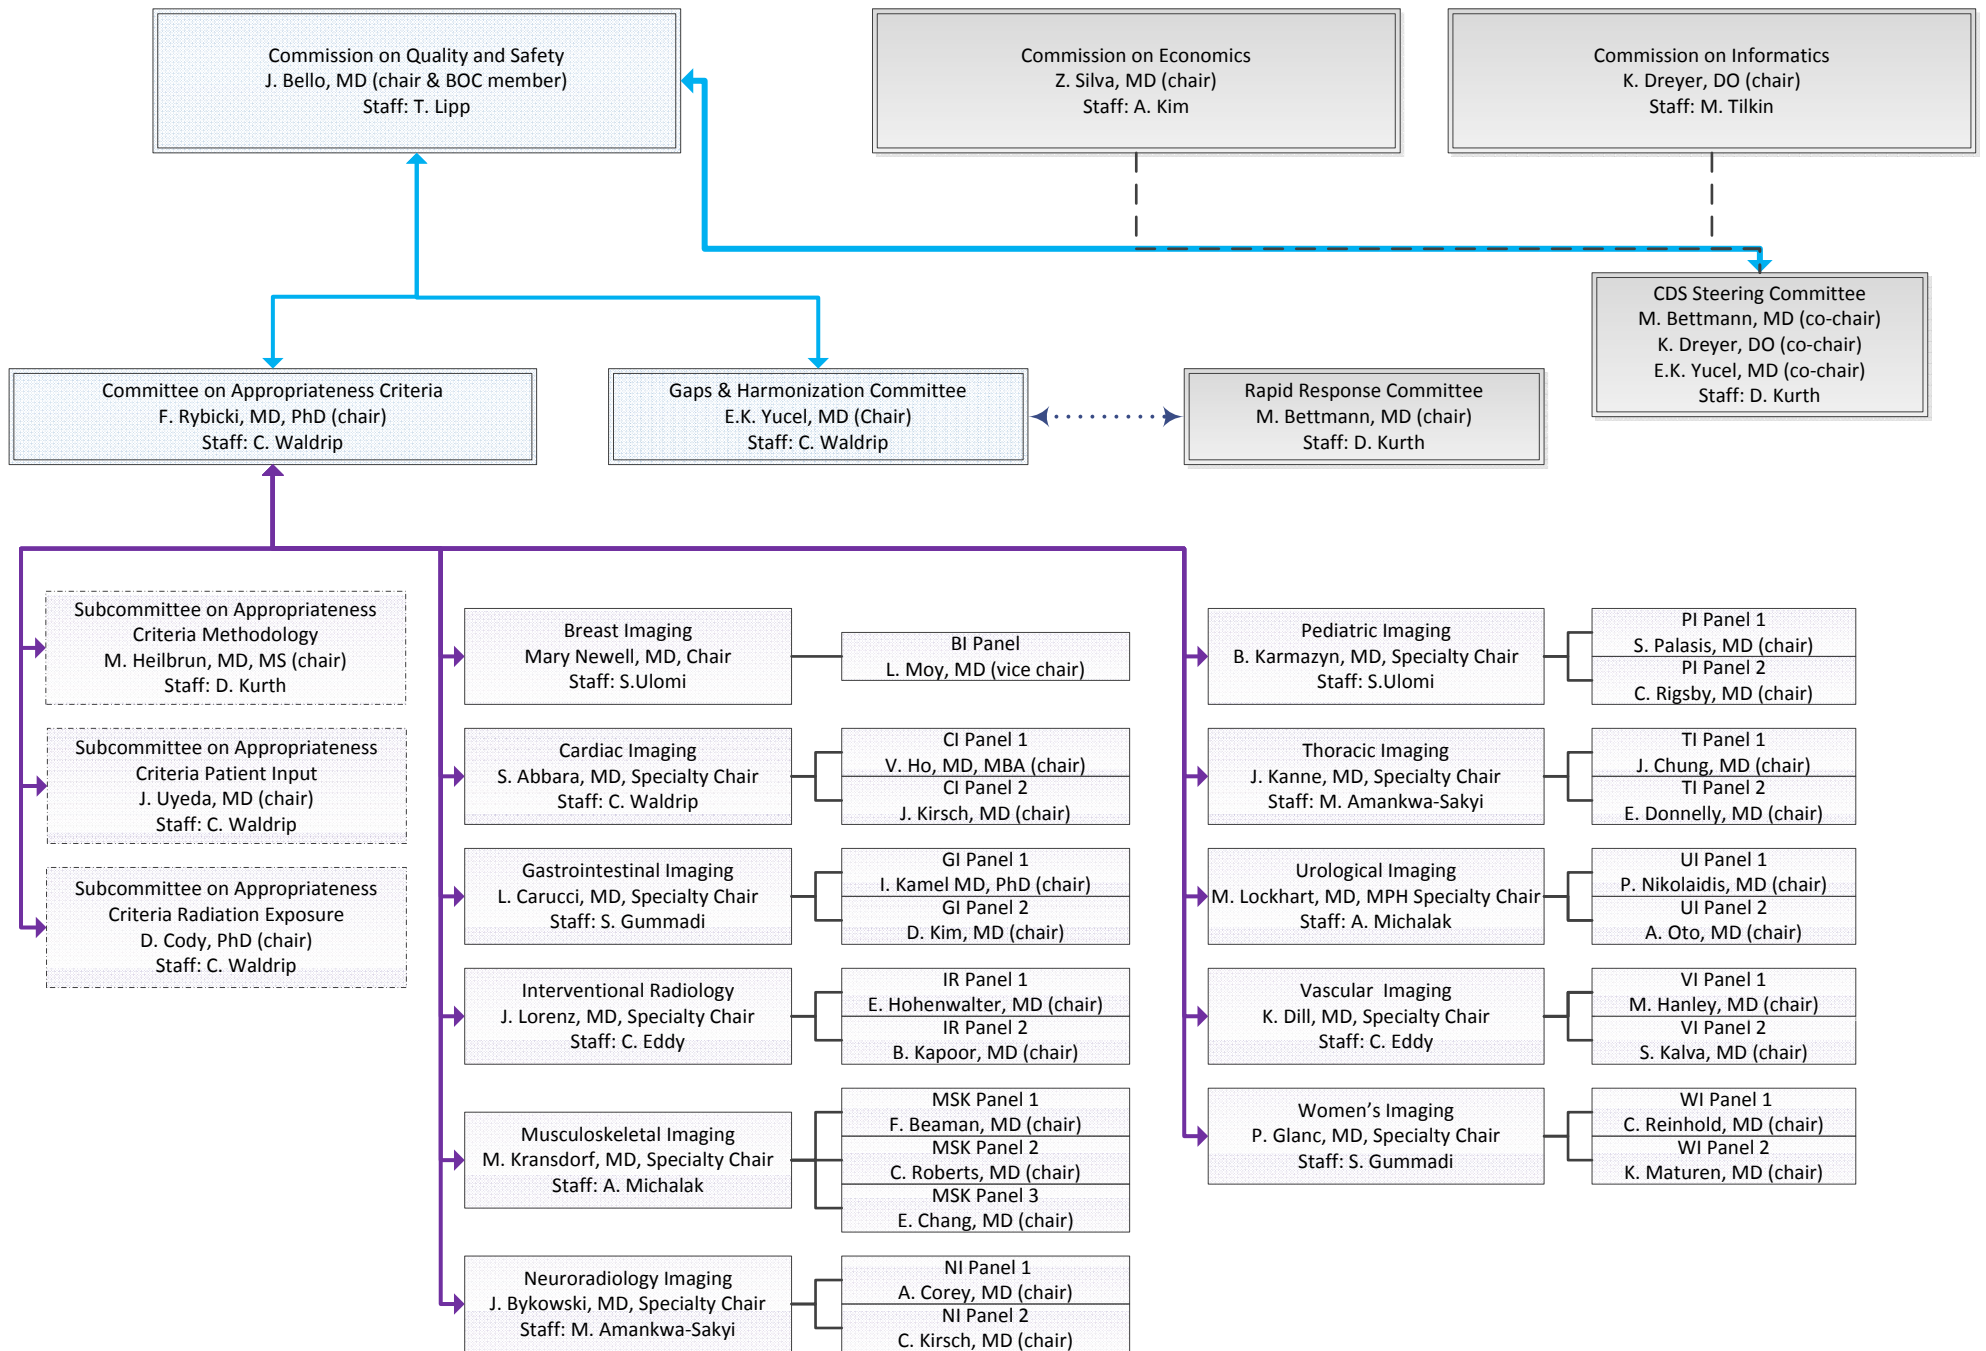 Commission on Quality and Safety
J. Bello, MD (chair & BOC member)
Staff: T. Lipp
Commission on Economics
Z. Silva, MD (chair)
Staff: A. Kim
Commission on Informatics
K. Dreyer, DO (chair)
Staff: M. Tilkin
CDS Steering Committee
M. Bettmann, MD (co-chair)
K. Dreyer, DO (co-chair)
E.K. Yucel, MD (co-chair)
Staff: D. Kurth
Committee on Appropriateness Criteria
F. Rybicki, MD, PhD (chair)
Staff: C. Waldrip
Gaps & Harmonization Committee
E.K. Yucel, MD (Chair)
Staff: C. Waldrip
Rapid Response Committee
M. Bettmann, MD (chair)
Staff: D. Kurth
Subcommittee on Appropriateness
Criteria Methodology
M. Heilbrun, MD, MS (chair)
Staff: D. Kurth
Subcommittee on Appropriateness
Criteria Patient Input
J. Uyeda, MD (chair)
Staff: C. Waldrip
Subcommittee on Appropriateness
Criteria Radiation Exposure
D. Cody, PhD (chair)
Staff: C. Waldrip
Breast Imaging
Mary Newell, MD, Chair
Staff: S.Ulomi
BI Panel
L. Moy, MD (vice chair)
Cardiac Imaging
S. Abbara, MD, Specialty Chair
Staff: C. Waldrip
CI Panel 1
V. Ho, MD, MBA (chair)
CI Panel 2
J. Kirsch, MD (chair)
Gastrointestinal Imaging
L. Carucci, MD, Specialty Chair
Staff: S. Gummadi
GI Panel 1
I. Kamel MD, PhD (chair)
GI Panel 2
D. Kim, MD (chair)
Interventional Radiology
J. Lorenz, MD, Specialty Chair
Staff: C. Eddy
IR Panel 1
E. Hohenwalter, MD (chair)
IR Panel 2
B. Kapoor, MD (chair)
Musculoskeletal Imaging
M. Kransdorf, MD, Specialty Chair
Staff: A. Michalak
MSK Panel 1
F. Beaman, MD (chair)
MSK Panel 2
C. Roberts, MD (chair)
MSK Panel 3
E. Chang, MD (chair)
Neuroradiology Imaging
J. Bykowski, MD, Specialty Chair
Staff: M. Amankwa-Sakyi
NI Panel 1
A. Corey, MD (chair)
NI Panel 2
C. Kirsch, MD (chair)
Pediatric Imaging
B. Karmazyn, MD, Specialty Chair
Staff: S.Ulomi
PI Panel 1
S. Palasis, MD (chair)
PI Panel 2
C. Rigsby, MD (chair)
Thoracic Imaging
J. Kanne, MD, Specialty Chair
Staff: M. Amankwa-Sakyi
TI Panel 1
J. Chung, MD (chair)
TI Panel 2
E. Donnelly, MD (chair)
Urological Imaging
M. Lockhart, MD, MPH Specialty Chair
Staff: A. Michalak
UI Panel 1
P. Nikolaidis, MD (chair)
UI Panel 2
A. Oto, MD (chair)
Vascular  Imaging
K. Dill, MD, Specialty Chair
Staff: C. Eddy
VI Panel 1
M. Hanley, MD (chair)
VI Panel 2
S. Kalva, MD (chair)
Women's Imaging
P. Glanc, MD, Specialty Chair
Staff: S. Gummadi
WI Panel 1
C. Reinhold, MD (chair)
WI Panel 2
K. Maturen, MD (chair)